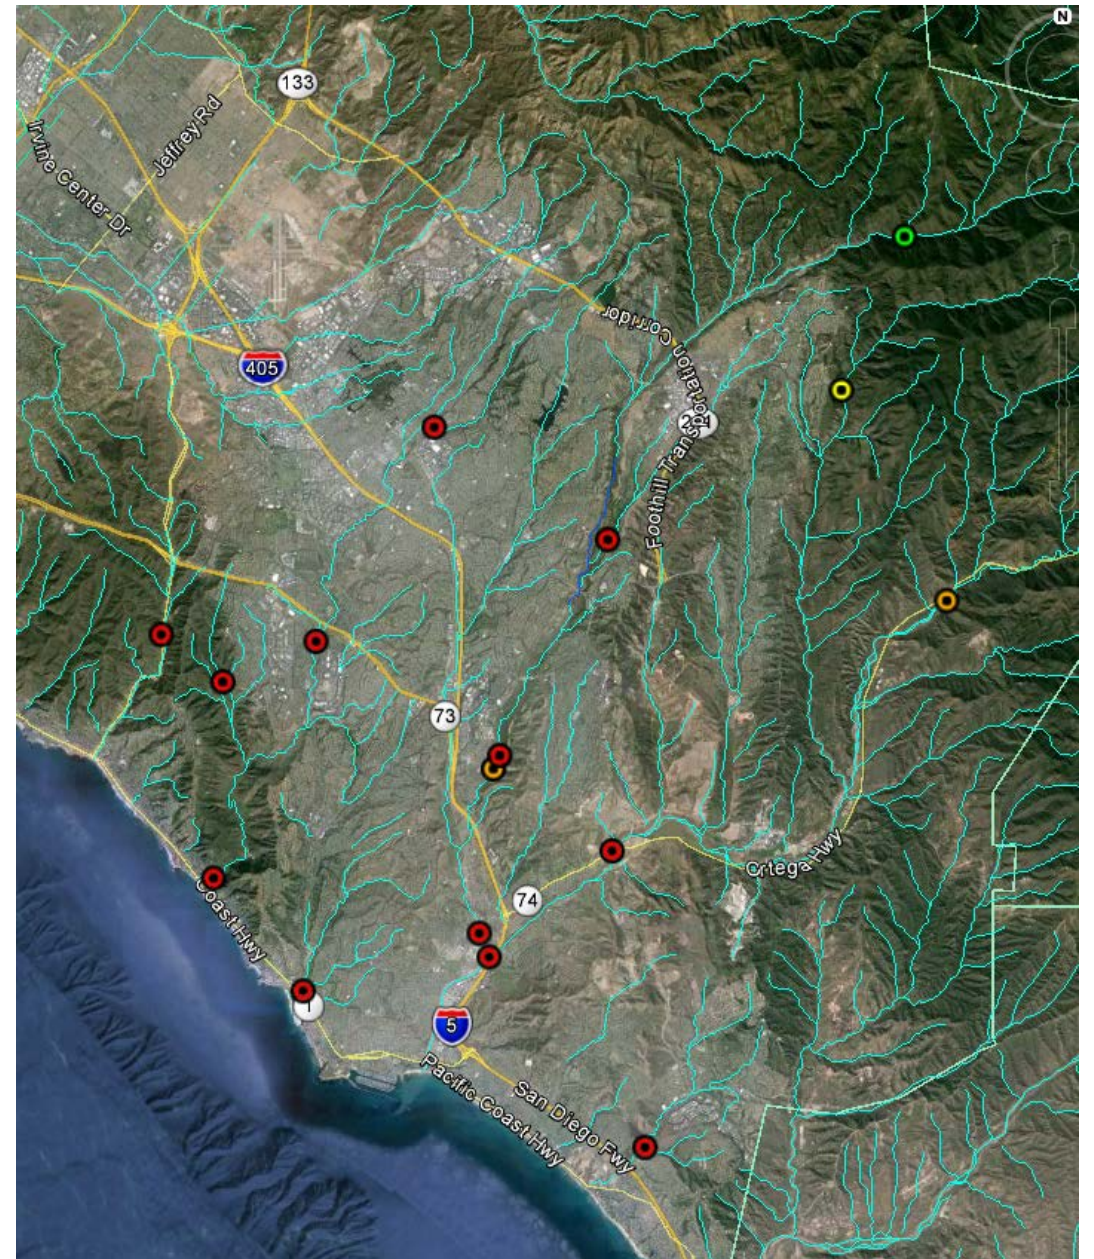 N
133
Jeffrey Rd
Irvine Center Dr
Foothill Transportation Corridor
405
73
74
Ortega Hwy
Coast Hwy
1
5
Pacific Coast Hwy
San Diego Fwy